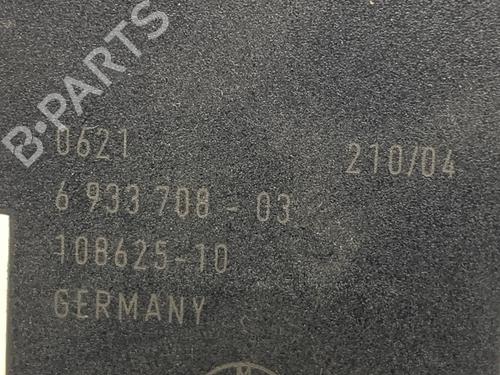 B-PARTS
0621 210/04
6 933 708 - 03
108625-10
GERMANY
M